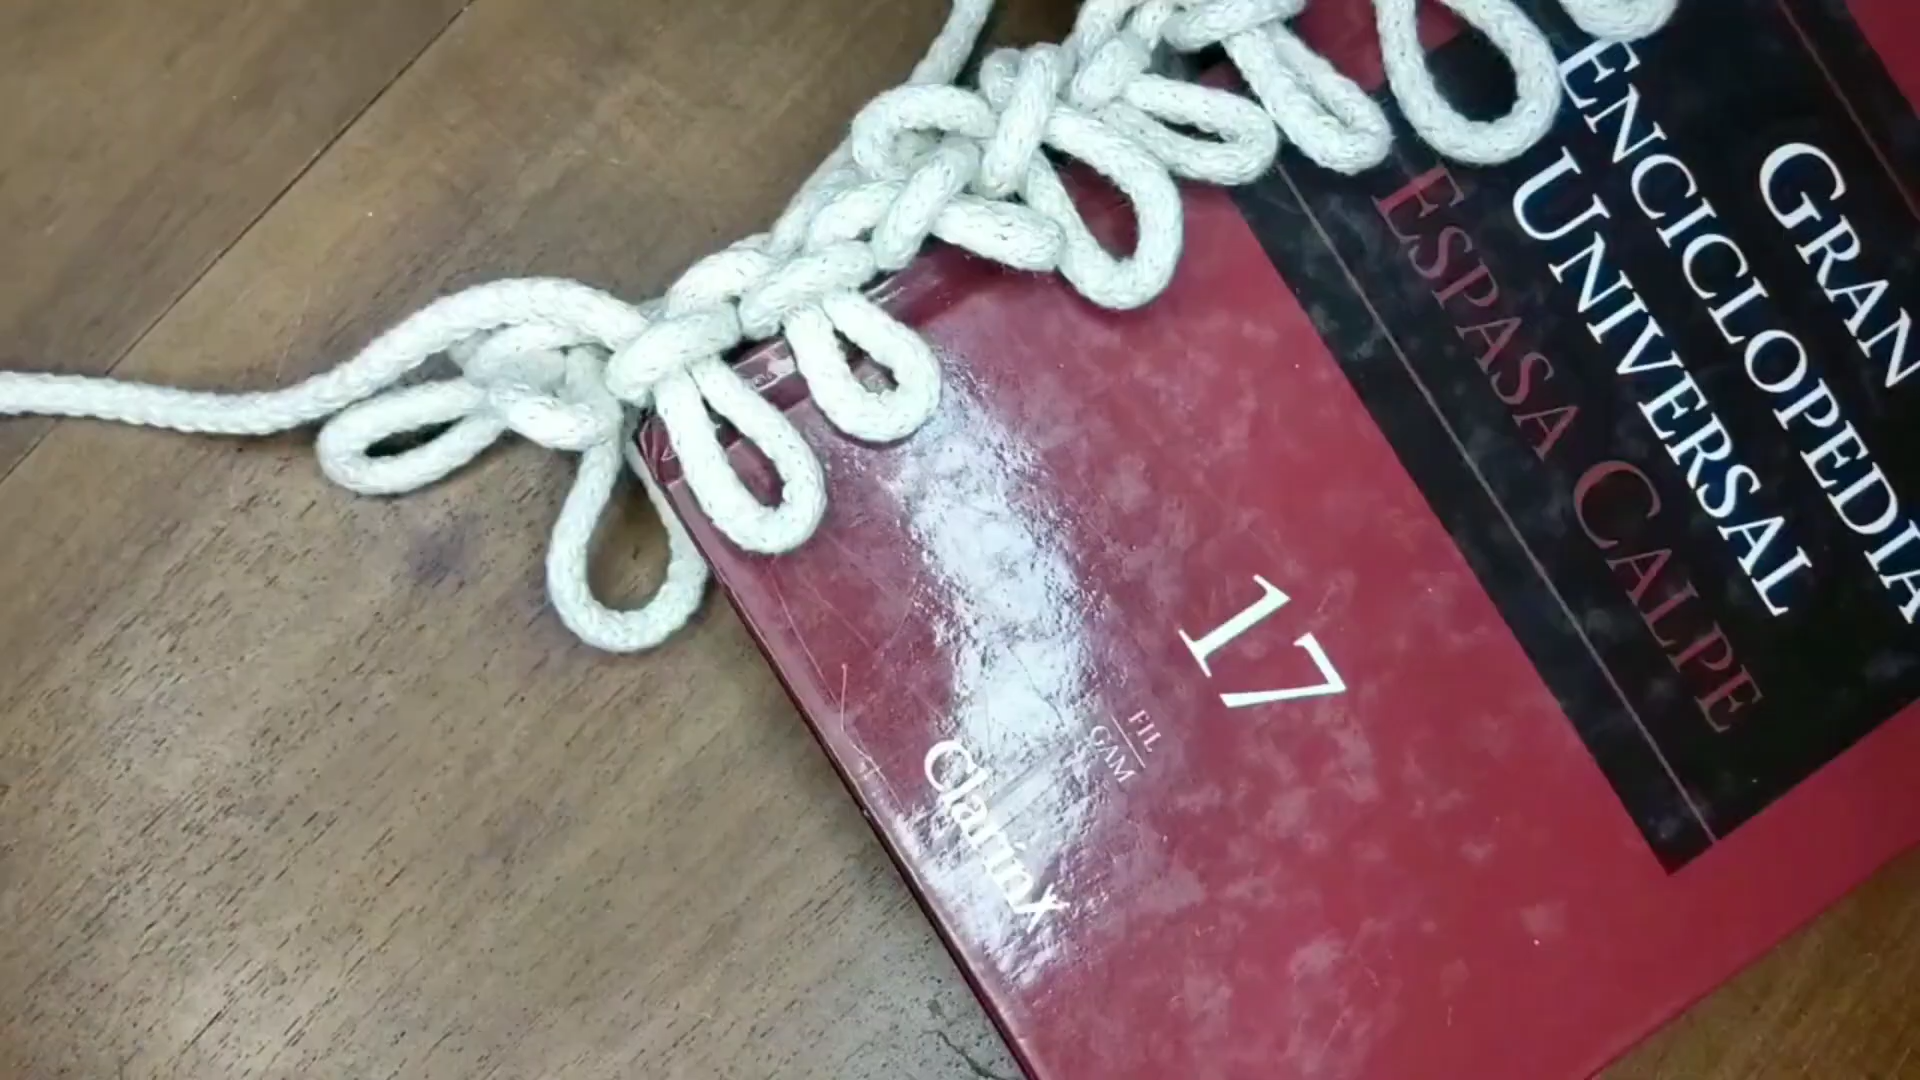 GRAN
ENCICLOPEDIA
UNIVERSAL
ESPASA CALPE
17
FIL
GAM
Clarín